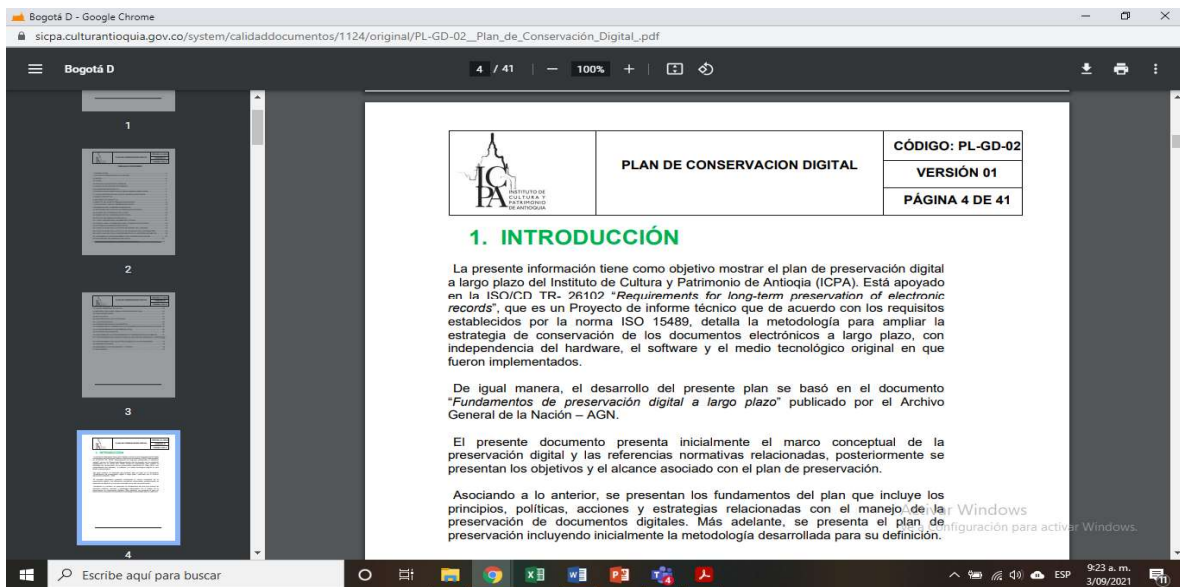 Bogotá D - Google Chrome
sicpa.culturantioquia.gov.co/system/calidaddocumentos/1124/original/PL-GD-02__Plan_de_Conservación_Digital_.pdf
Bogotá D
4 / 41
100%
1
2
3
4
INSTITUTO DE
CULTURA Y
PATRIMONIO
DE ANTIOQUIA
ICPA
PLAN DE CONSERVACION DIGITAL
CÓDIGO: PL-GD-02
VERSIÓN 01
PÁGINA 4 DE 41
1. INTRODUCCIÓN
La presente información tiene como objetivo mostrar el plan de preservación digital
a largo plazo del Instituto de Cultura y Patrimonio de Antioqia (ICPA). Está apoyado
en la ISO/CD TR- 26102 "Requirements for long-term preservation of electronic
records", que es un Proyecto de informe técnico que de acuerdo con los requisitos
establecidos por la norma ISO 15489, detalla la metodología para ampliar la
estrategia de conservación de los documentos electrónicos a largo plazo, con
independencia del hardware, el software y el medio tecnológico original en que
fueron implementados.
De igual manera, el desarrollo del presente plan se basó en el documento
"Fundamentos de preservación digital a largo plazo" publicado por el Archivo
General de la Nación – AGN.
El presente documento presenta inicialmente el marco conceptual de la
preservación digital y las referencias normativas relacionadas, posteriormente se
presentan los objetivos y el alcance asociado con el plan de preservación.
Asociando a lo anterior, se presentan los fundamentos del plan que incluye los
principios, políticas, acciones y estrategias relacionadas con el manejo de la
preservación de documentos digitales. Más adelante, se presenta el plan de
preservación incluyendo inicialmente la metodología desarrollada para su definición.
Activar Windows
Ve a Configuración para activar Windows.
Escribe aquí para buscar
ESP
9:23 a. m.
3/09/2021